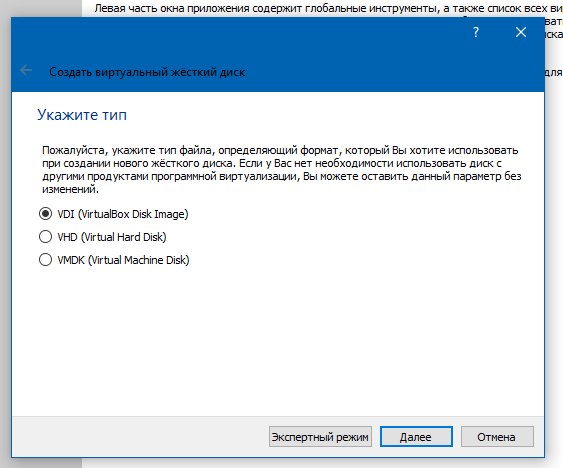 Левая часть окна приложения содержит глобальные инструменты, а также список всех ви
?
Создать виртуальный жёсткий диск
для
Укажите тип
Пожалуйста, укажите тип файла, определяющий формат, который Вы хотите использовать
при создании нового жёсткого диска. Если у Вас нет необходимости использовать диск с
другими продуктами программной виртуализации, Вы можете оставить данный параметр без
изменений.
VDI (VirtualBox Disk Image)
VHD (Virtual Hard Disk)
VMDK (Virtual Machine Disk)
Экспертный режим
Далее
Отмена